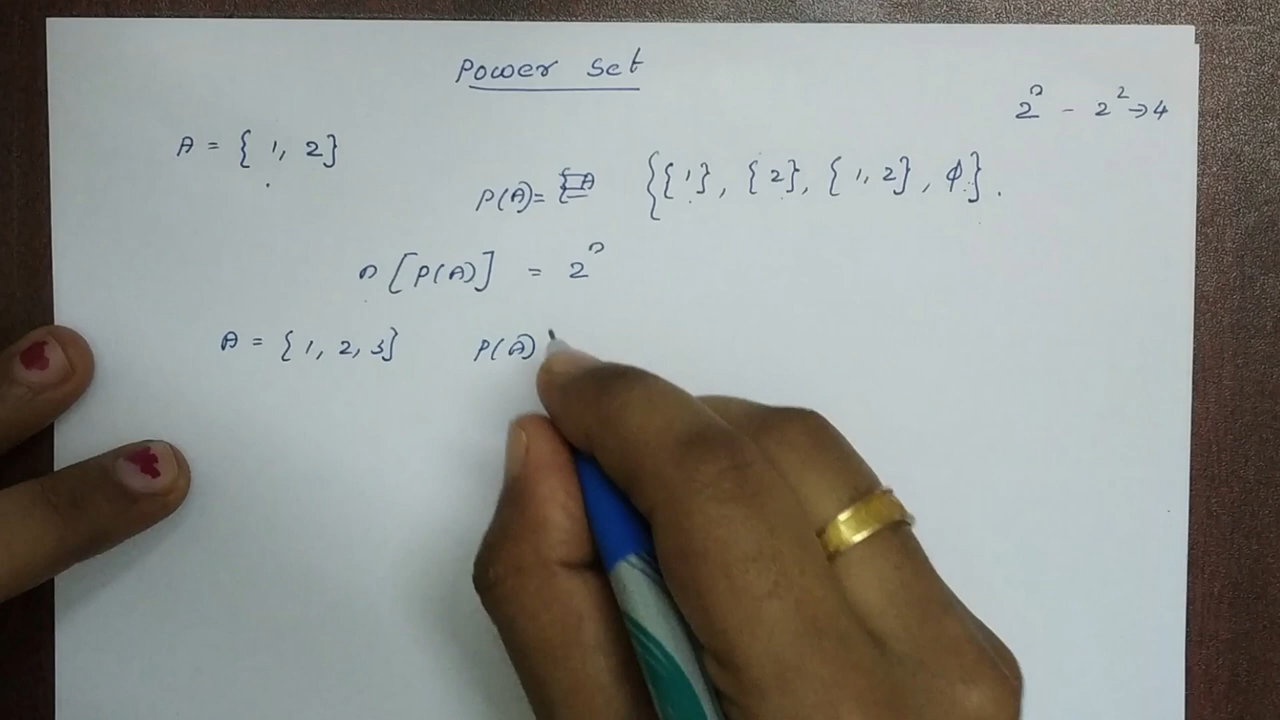 Power Set
2ⁿ - 2² → 4
A = { 1, 2}
P(A) = {{1}, {2}, {1, 2}, ϕ}.
n [P(A)] = 2ⁿ
A = {1, 2, 3} P(A)